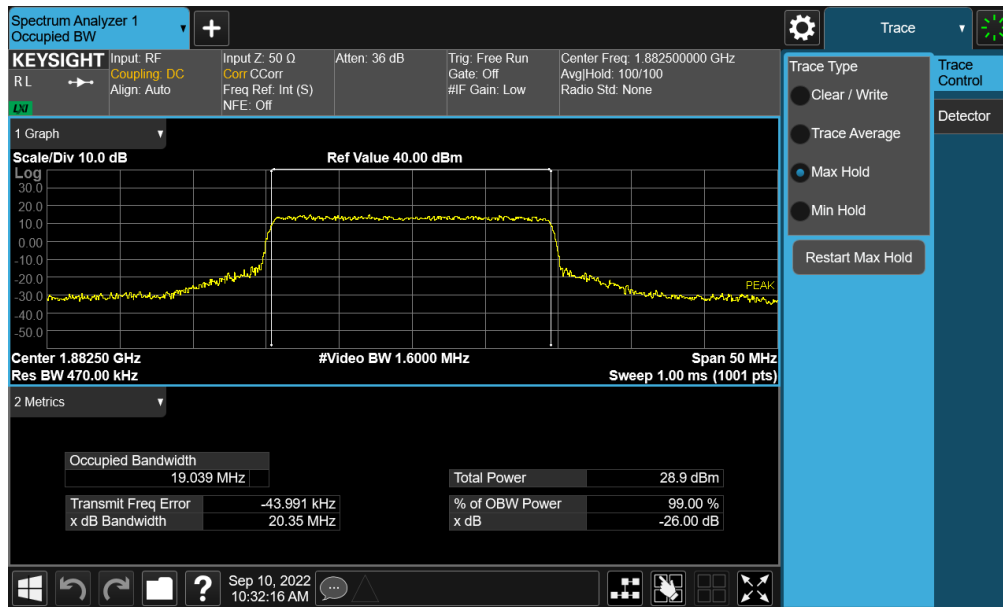 Spectrum Analyzer 1
Occupied BW
Trace
KEYSIGHT
R L
LXI
Input: RF
Coupling: DC
Align: Auto
Input Z: 50 Ω
Corr CCorr
Freq Ref: Int (S)
NFE: Off
Atten: 36 dB
Trig: Free Run
Gate: Off
#IF Gain: Low
Center Freq: 1.882500000 GHz
Avg|Hold: 100/100
Radio Std: None
Trace Type
Clear / Write
Trace Average
Max Hold
Min Hold
Restart Max Hold
Trace
Control
Detector
1 Graph
Scale/Div 10.0 dB
Ref Value 40.00 dBm
Log
30.0
20.0
10.0
0.00
-10.0
-20.0
-30.0
-40.0
-50.0
PEAK
Center 1.88250 GHz
#Video BW 1.6000 MHz
Span 50 MHz
Res BW 470.00 kHz
Sweep 1.00 ms (1001 pts)
2 Metrics
Occupied Bandwidth
19.039 MHz
Total Power 28.9 dBm
Transmit Freq Error -43.991 kHz
% of OBW Power 99.00 %
x dB Bandwidth 20.35 MHz
x dB -26.00 dB
?
Sep 10, 2022
10:32:16 AM